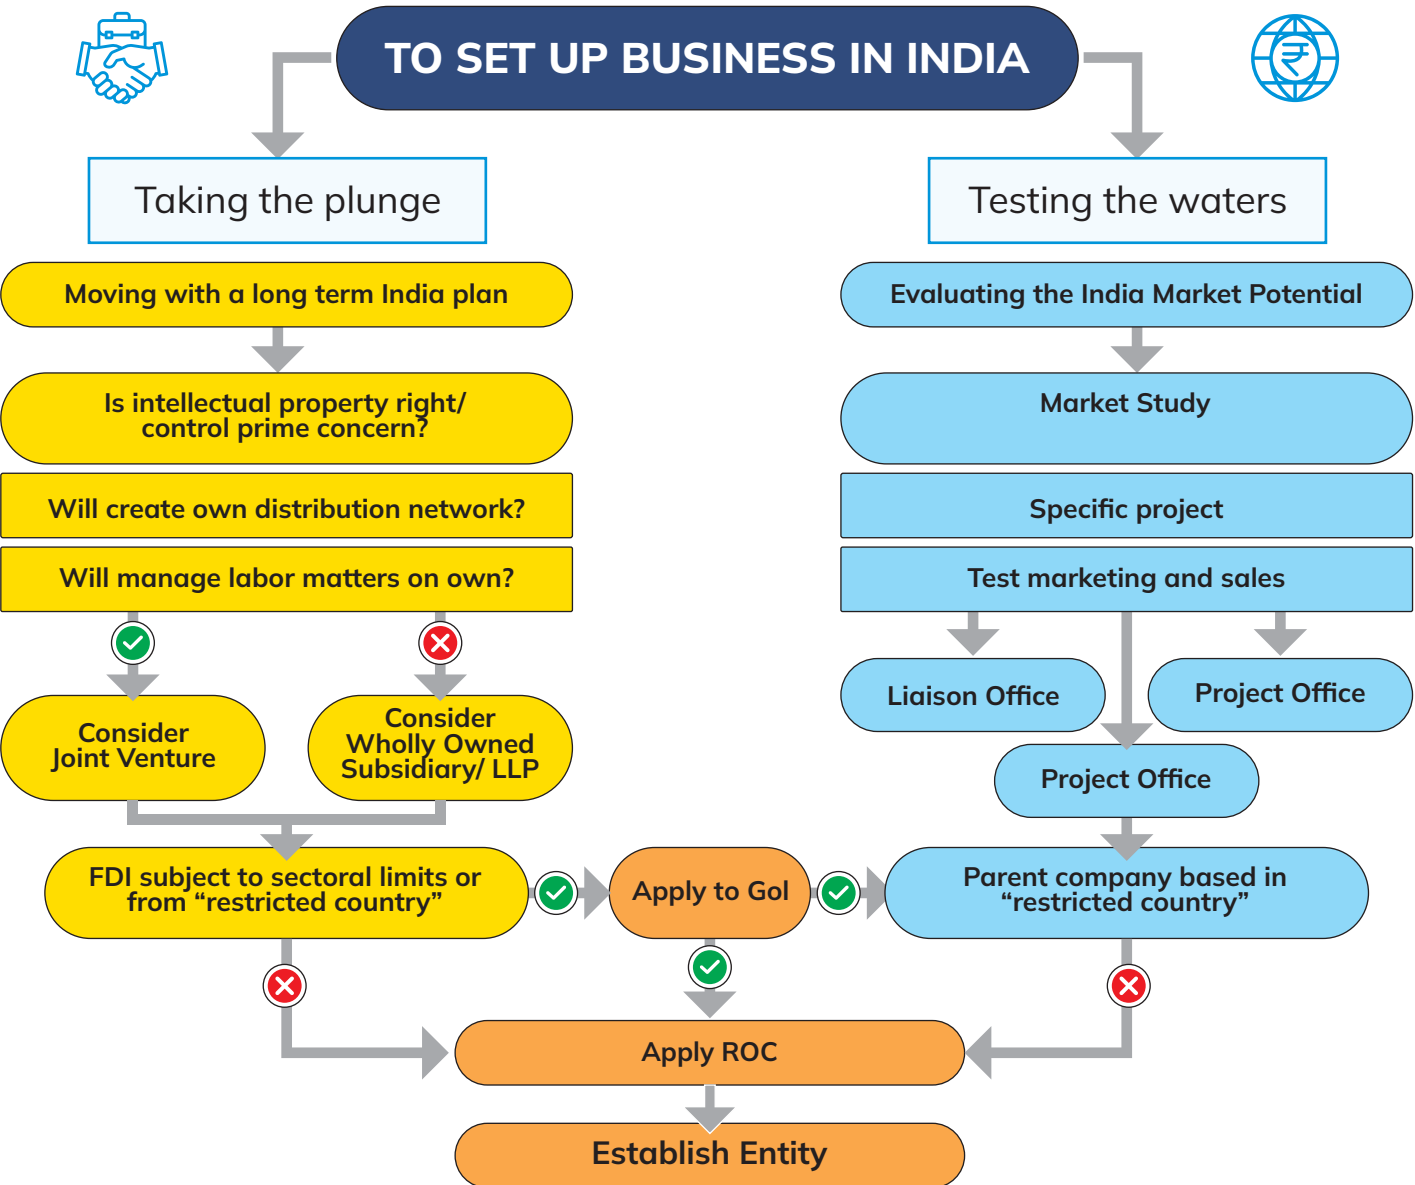 TO SET UP BUSINESS IN INDIA
₹
Taking the plunge
Testing the waters
Moving with a long term India plan
Evaluating the India Market Potential
Is intellectual property right/
control prime concern?
Market Study
Will create own distribution network?
Specific project
Will manage labor matters on own?
Test marketing and sales
Consider
Joint Venture
Consider
Wholly Owned
Subsidiary/ LLP
Liaison Office
Project Office
Project Office
FDI subject to sectoral limits or
from “restricted country”
Apply to GoI
Parent company based in
“restricted country”
Apply ROC
Establish Entity